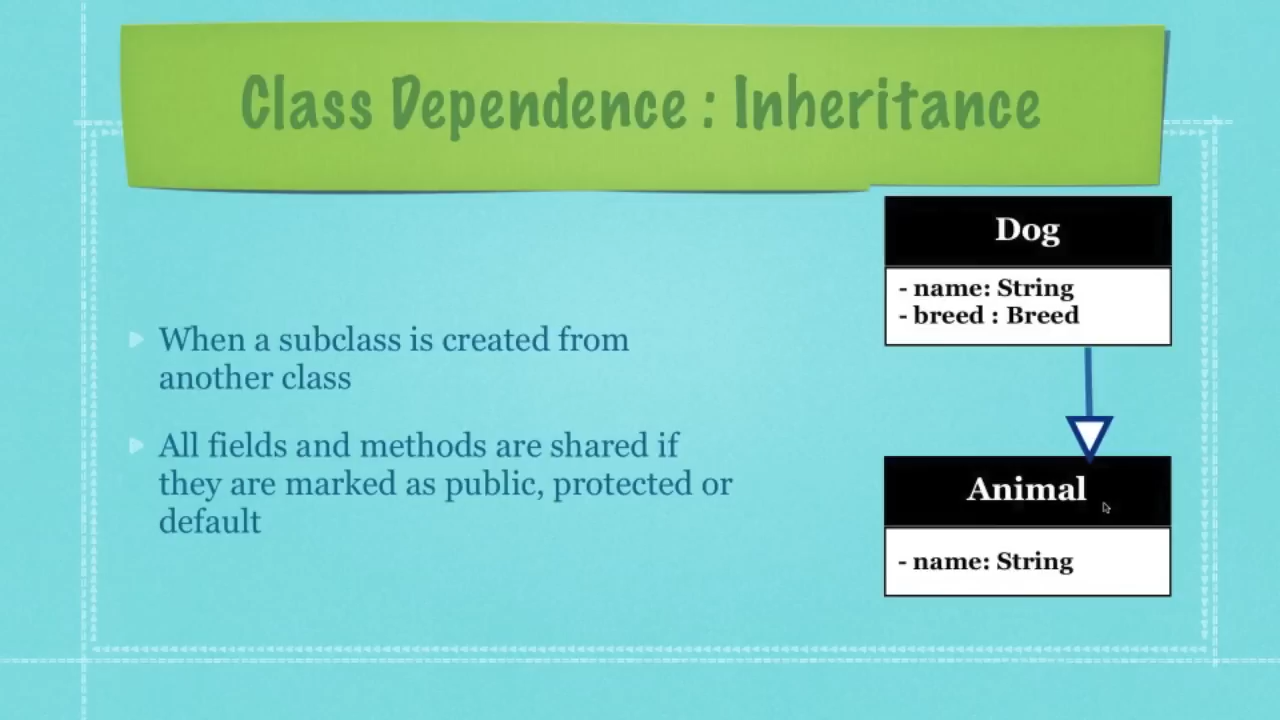 Class Dependence : Inheritance
When a subclass is created from
another class
All fields and methods are shared if
they are marked as public, protected or
default
Dog
- name: String
- breed : Breed
Animal
- name: String